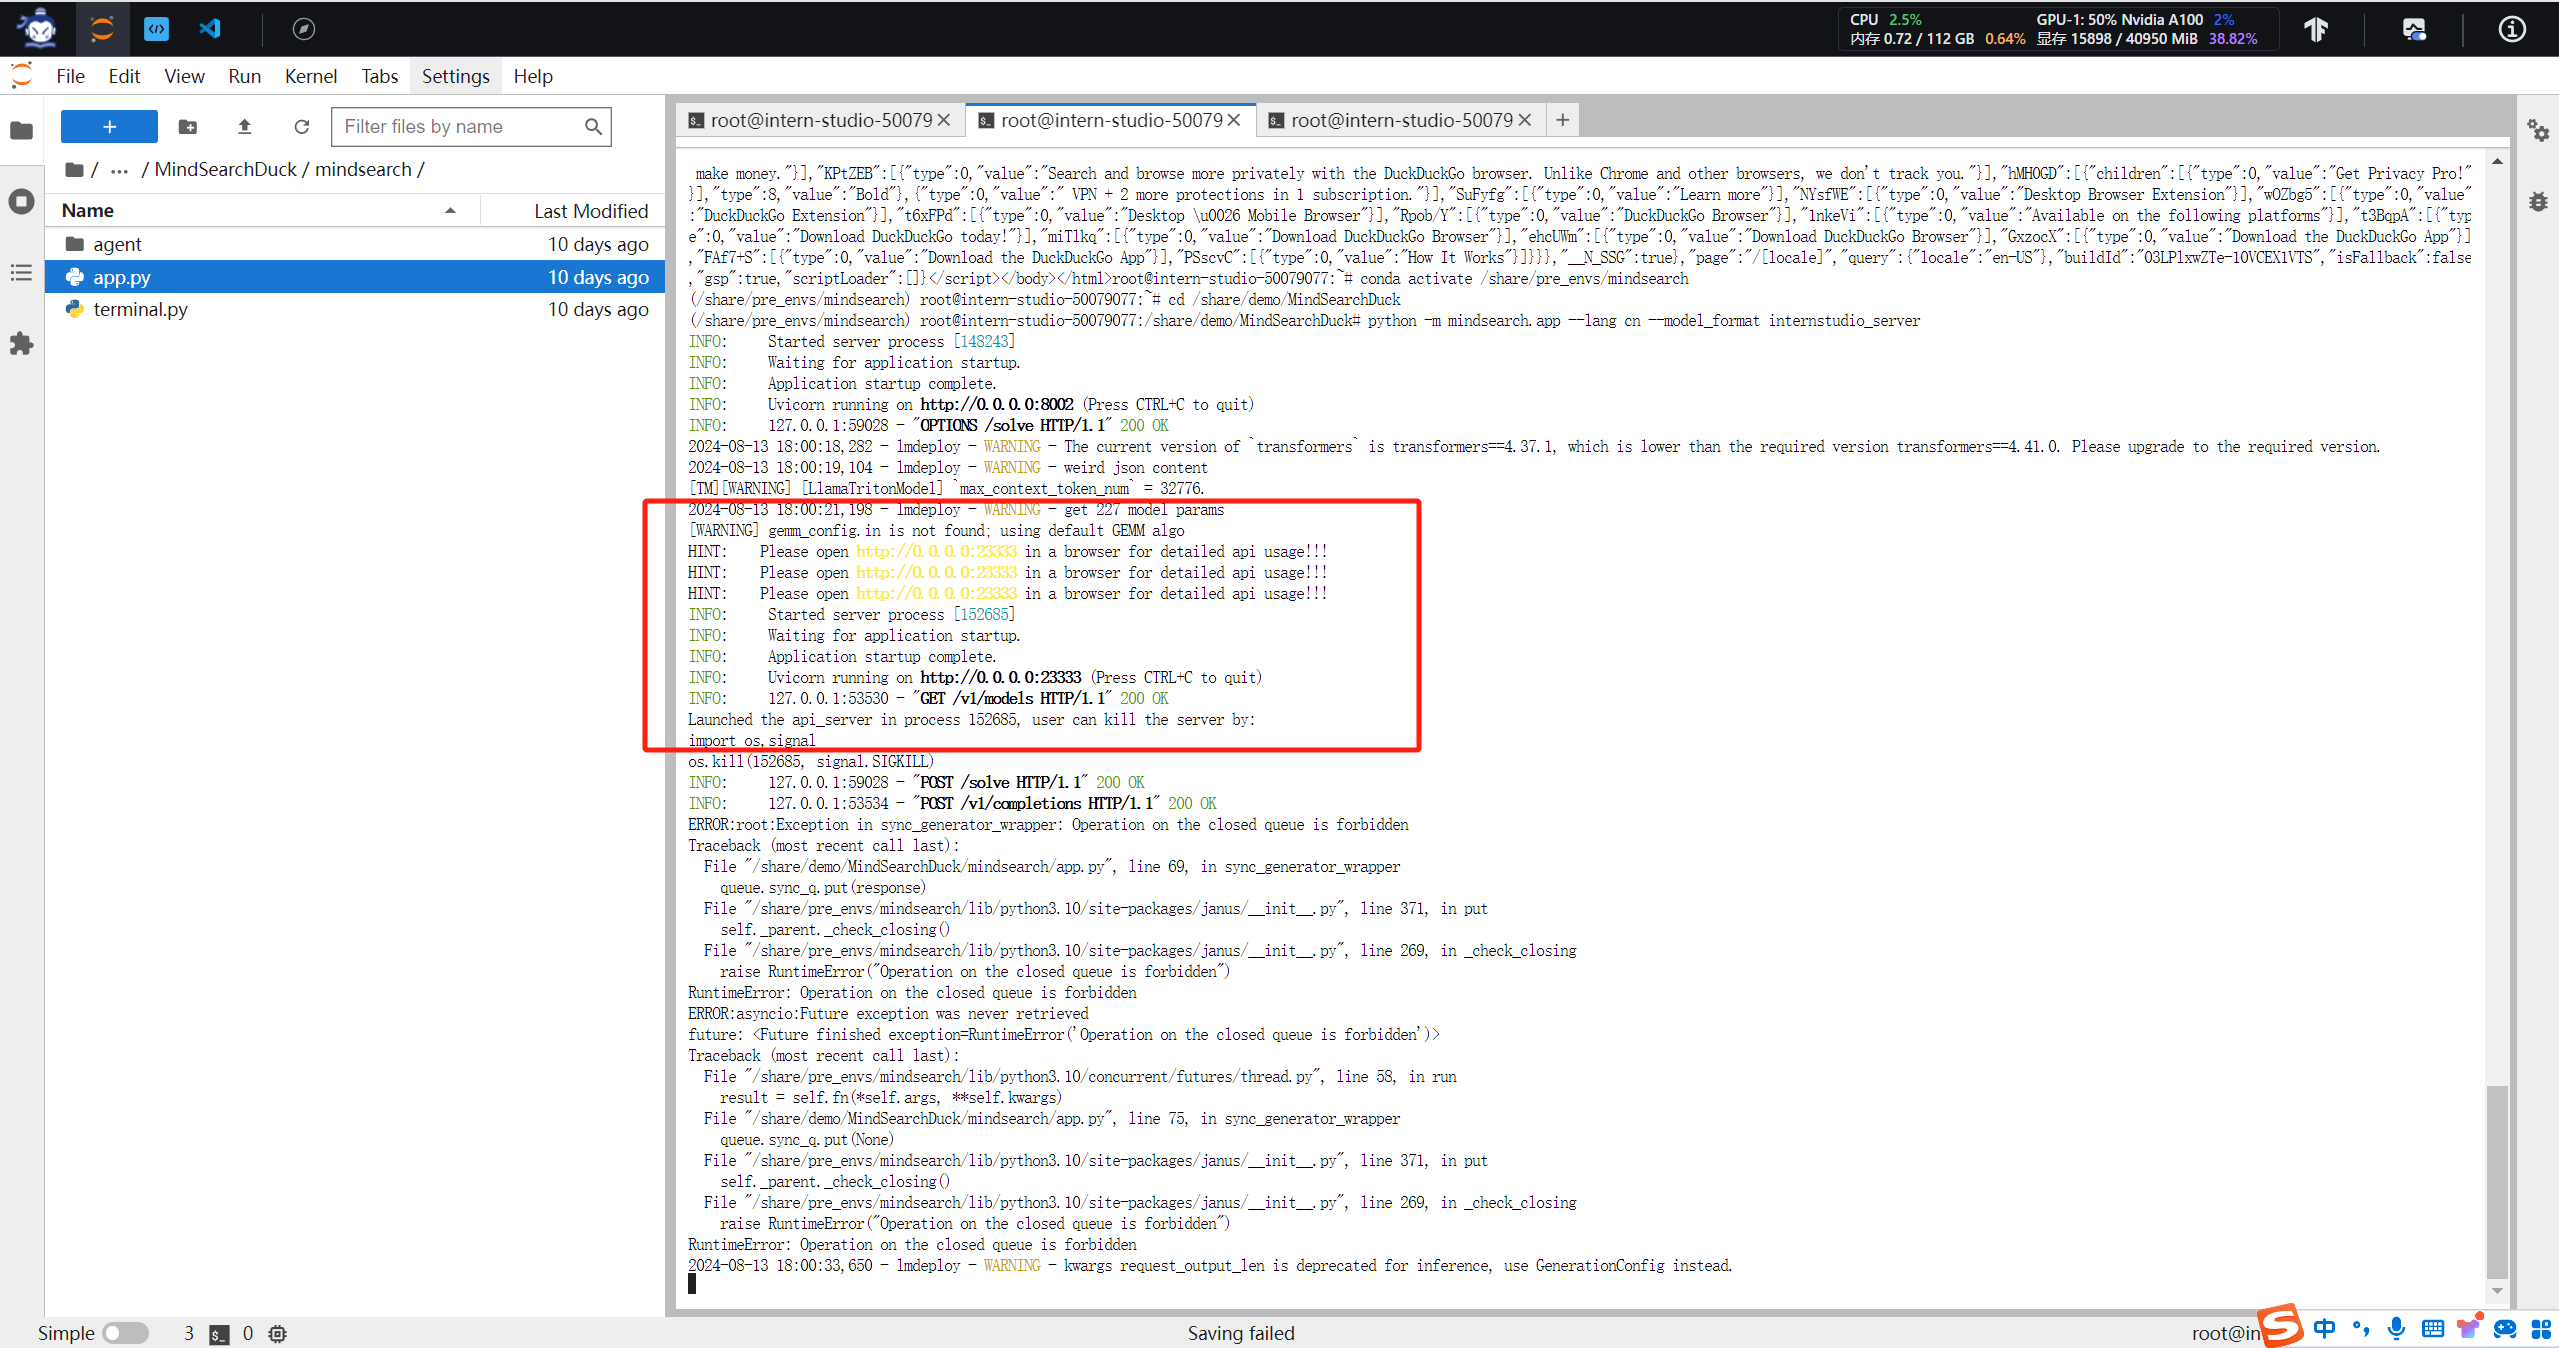 CPU 2.5% GPU-1: 50% Nvidia A100 2%
内存 0.72 / 112 GB 0.64% 显存 15898 / 40950 MiB 38.82%
File Edit View Run Kernel Tabs Settings Help
Filter files by name
root@intern-studio-50079 root@intern-studio-50079 root@intern-studio-50079
/ ... / MindSearchDuck / mindsearch /
Name Last Modified
agent 10 days ago
app.py 10 days ago
terminal.py 10 days ago
make money."}],"KPtZEB":[{"type":0,"value":"Search and browse more privately with the DuckDuckGo browser. Unlike Chrome and other browsers, we don't track you."}],"hMH0GD":[{"children":[{"type":0,"value":"Get Privacy Pro!"
}],"type":8,"value":"Bold"},{"type":0,"value":" VPN + 2 more protections in 1 subscription."}],"SuFyfg":[{"type":0,"value":"Learn more"}],"NYsfWE":[{"type":0,"value":"Desktop Browser Extension"}],"wOZbg5":[{"type":0,"value"
:"DuckDuckGo Extension"}],"t6xFPd":[{"type":0,"value":"Desktop \u0026 Mobile Browser"}],"Rpob/Y":[{"type":0,"value":"DuckDuckGo Browser"}],"1nkeVi":[{"type":0,"value":"Available on the following platforms"}],"t3BqpA":[{"typ
e":0,"value":"Download DuckDuckGo today!"}],"miTlkq":[{"type":0,"value":"Download DuckDuckGo Browser"}],"ehcUWm":[{"type":0,"value":"Download DuckDuckGo Browser"}],"GxzocX":[{"type":0,"value":"Download the DuckDuckGo App"}]
,"FAf7+S":[{"type":0,"value":"Download the DuckDuckGo App"}],"PSscvC":[{"type":0,"value":"How It Works"}]}}},"__N_SSG":true},"page":"/[locale]","query":{"locale":"en-US"},"buildId":"03LPlxwZTe-10VCEX1VTS","isFallback":false
,"gsp":true,"scriptLoader":[]}</script></body></html>root@intern-studio-50079077:~# conda activate /share/pre_envs/mindsearch
(/share/pre_envs/mindsearch) root@intern-studio-50079077:~# cd /share/demo/MindSearchDuck
(/share/pre_envs/mindsearch) root@intern-studio-50079077:/share/demo/MindSearchDuck# python -m mindsearch.app --lang cn --model_format internstudio_server
INFO: Started server process [148243]
INFO: Waiting for application startup.
INFO: Application startup complete.
INFO: Uvicorn running on http://0.0.0.0:8002 (Press CTRL+C to quit)
INFO: 127.0.0.1:59028 - "OPTIONS /solve HTTP/1.1" 200 OK
2024-08-13 18:00:18,282 - lmdeploy - WARNING - The current version of `transformers` is transformers==4.37.1, which is lower than the required version transformers==4.41.0. Please upgrade to the required version.
2024-08-13 18:00:19,104 - lmdeploy - WARNING - weird json content
[TM][WARNING] [LlamaTritonModel] `max_context_token_num` = 32776.
2024-08-13 18:00:21,198 - lmdeploy - WARNING - get 227 model params
[WARNING] gemm_config.in is not found; using default GEMM algo
HINT: Please open http://0.0.0.0:23333 in a browser for detailed api usage!!!
HINT: Please open http://0.0.0.0:23333 in a browser for detailed api usage!!!
HINT: Please open http://0.0.0.0:23333 in a browser for detailed api usage!!!
INFO: Started server process [152685]
INFO: Waiting for application startup.
INFO: Application startup complete.
INFO: Uvicorn running on http://0.0.0.0:23333 (Press CTRL+C to quit)
INFO: 127.0.0.1:53530 - "GET /v1/models HTTP/1.1" 200 OK
Launched the api_server in process 152685, user can kill the server by:
import os,signal
os.kill(152685, signal.SIGKILL)
INFO: 127.0.0.1:59028 - "POST /solve HTTP/1.1" 200 OK
INFO: 127.0.0.1:53534 - "POST /v1/completions HTTP/1.1" 200 OK
ERROR:root:Exception in sync_generator_wrapper: Operation on the closed queue is forbidden
Traceback (most recent call last):
File "/share/demo/MindSearchDuck/mindsearch/app.py", line 69, in sync_generator_wrapper
queue.sync_q.put(response)
File "/share/pre_envs/mindsearch/lib/python3.10/site-packages/janus/__init__.py", line 371, in put
self._parent._check_closing()
File "/share/pre_envs/mindsearch/lib/python3.10/site-packages/janus/__init__.py", line 269, in _check_closing
raise RuntimeError("Operation on the closed queue is forbidden")
RuntimeError: Operation on the closed queue is forbidden
ERROR:asyncio:Future exception was never retrieved
future: <Future finished exception=RuntimeError('Operation on the closed queue is forbidden')>
Traceback (most recent call last):
File "/share/pre_envs/mindsearch/lib/python3.10/concurrent/futures/thread.py", line 58, in run
result = self.fn(*self.args, **self.kwargs)
File "/share/demo/MindSearchDuck/mindsearch/app.py", line 75, in sync_generator_wrapper
queue.sync_q.put(None)
File "/share/pre_envs/mindsearch/lib/python3.10/site-packages/janus/__init__.py", line 371, in put
self._parent._check_closing()
File "/share/pre_envs/mindsearch/lib/python3.10/site-packages/janus/__init__.py", line 269, in _check_closing
raise RuntimeError("Operation on the closed queue is forbidden")
RuntimeError: Operation on the closed queue is forbidden
2024-08-13 18:00:33,650 - lmdeploy - WARNING - kwargs request_output_len is deprecated for inference, use GenerationConfig instead.
Simple 3 0 Saving failed root@in 中